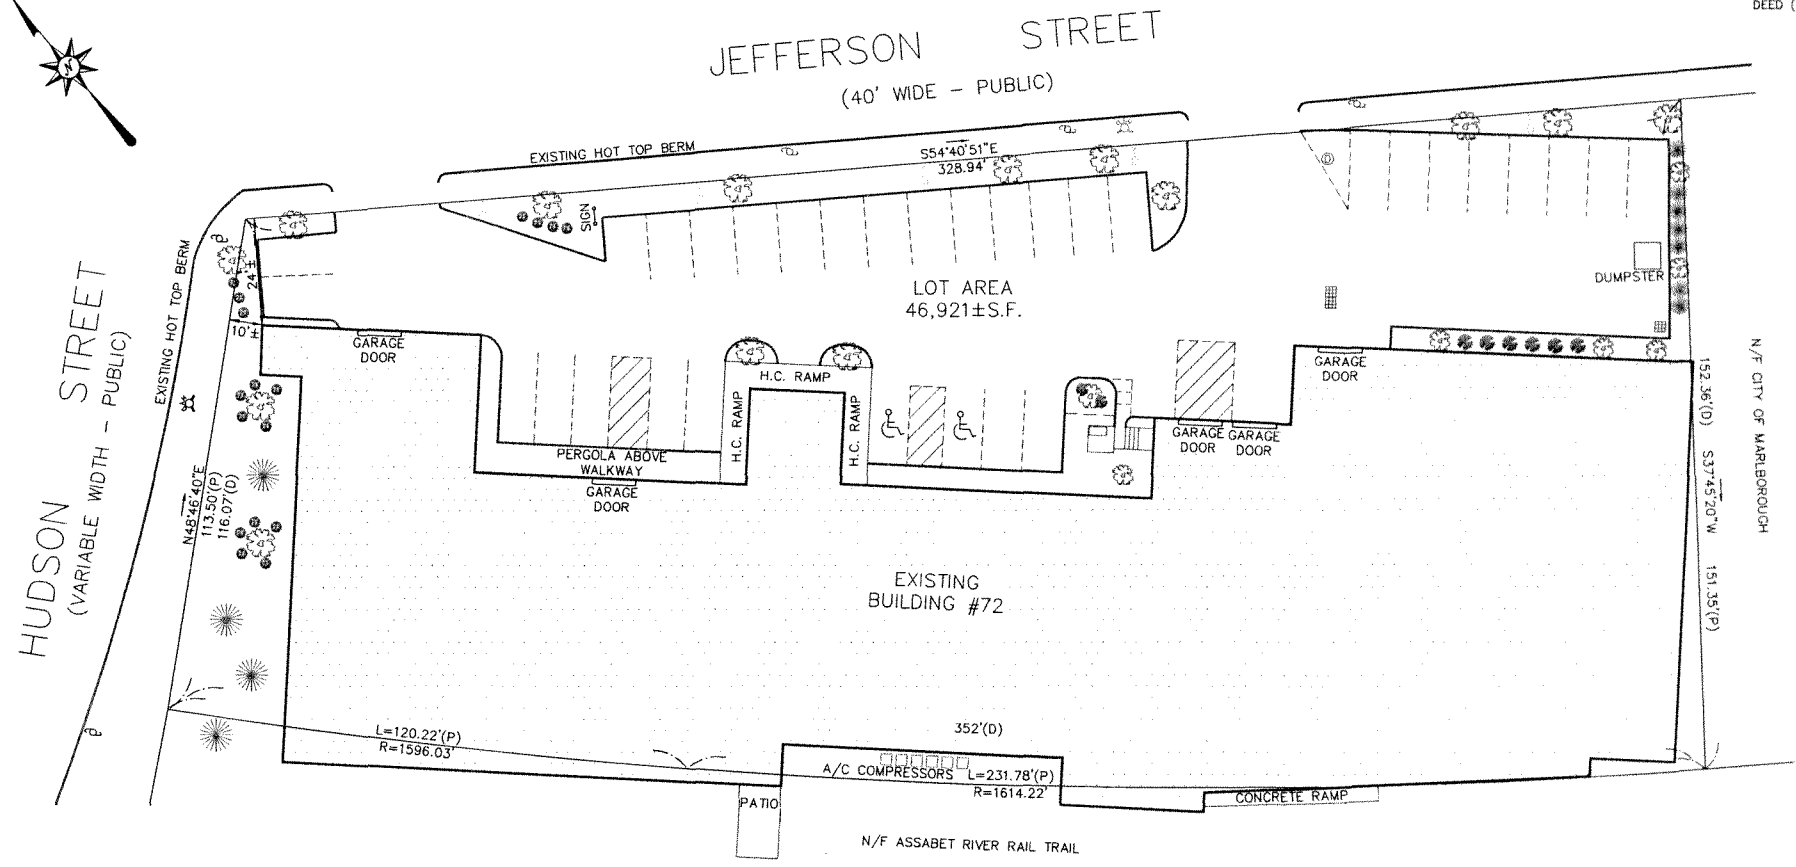 DEED (
JEFFERSON STREET
(40' WIDE - PUBLIC)
N
EXISTING HOT TOP BERM
S54°40'51"E
328.94'
SIGN
EXISTING HOT TOP BERM
24'±
10'±
LOT AREA
46,921±S.F.
DUMPSTER
GARAGE
DOOR
H.C. RAMP
H.C. RAMP
H.C. RAMP
GARAGE
DOOR
GARAGE
DOOR
GARAGE
DOOR
PERGOLA ABOVE
WALKWAY
GARAGE
DOOR
HUDSON STREET
(VARIABLE WIDTH - PUBLIC)
N48°46'40"E
113.50'(P)
116.07'(D)
EXISTING
BUILDING #72
152.36'(D) S37°45'20"W 151.35'(P)
N/F CITY OF MARLBOROUGH
L=120.22'(P)
R=1596.03'
352'(D)
A/C COMPRESSORS
L=231.78'(P)
R=1614.22'
PATIO
CONCRETE RAMP
N/F ASSABET RIVER RAIL TRAIL